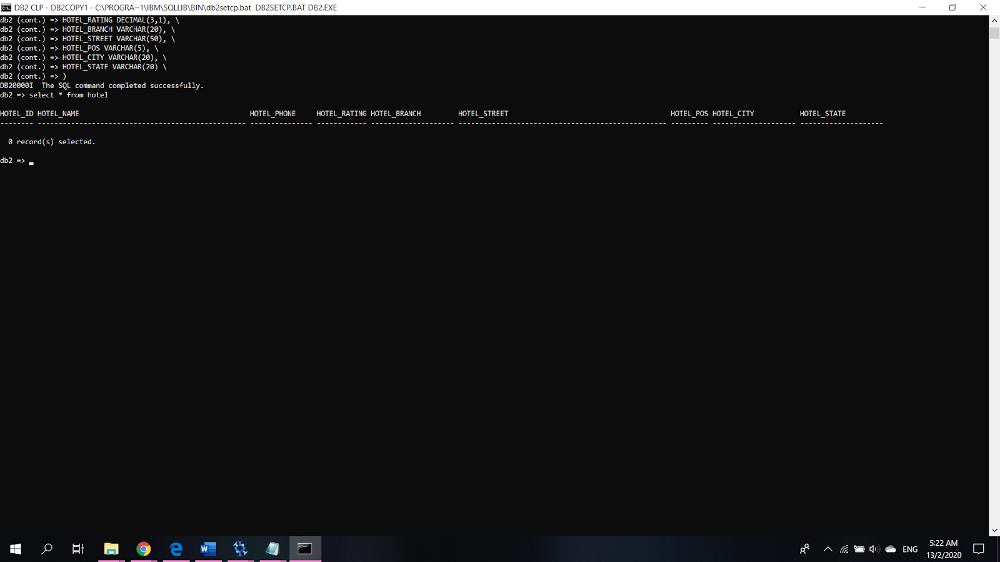 DB2 CLP - DB2COPY1 - C:\PROGRA~1\IBM\SQLLIB\BIN\db2setcp.bat  DB2SETCP.BAT DB2.EXE
db2 (cont.) => HOTEL_RATING DECIMAL(3,1), \
db2 (cont.) => HOTEL_BRANCH VARCHAR(20), \
db2 (cont.) => HOTEL_STREET VARCHAR(50), \
db2 (cont.) => HOTEL_POS VARCHAR(5), \
db2 (cont.) => HOTEL_CITY VARCHAR(20), \
db2 (cont.) => HOTEL_STATE VARCHAR(20) \
db2 (cont.) => )
DB20000I  The SQL command completed successfully.
db2 => select * from hotel
HOTEL_ID HOTEL_NAME HOTEL_PHONE HOTEL_RATING HOTEL_BRANCH HOTEL_STREET HOTEL_POS HOTEL_CITY HOTEL_STATE
-------- -------------------------------------------------- --------------- ------------ -------------------- -------------------------------------------------- --------- -------------------- --------------------
0 record(s) selected.
db2 =>
ENG
5:22 AM
13/2/2020